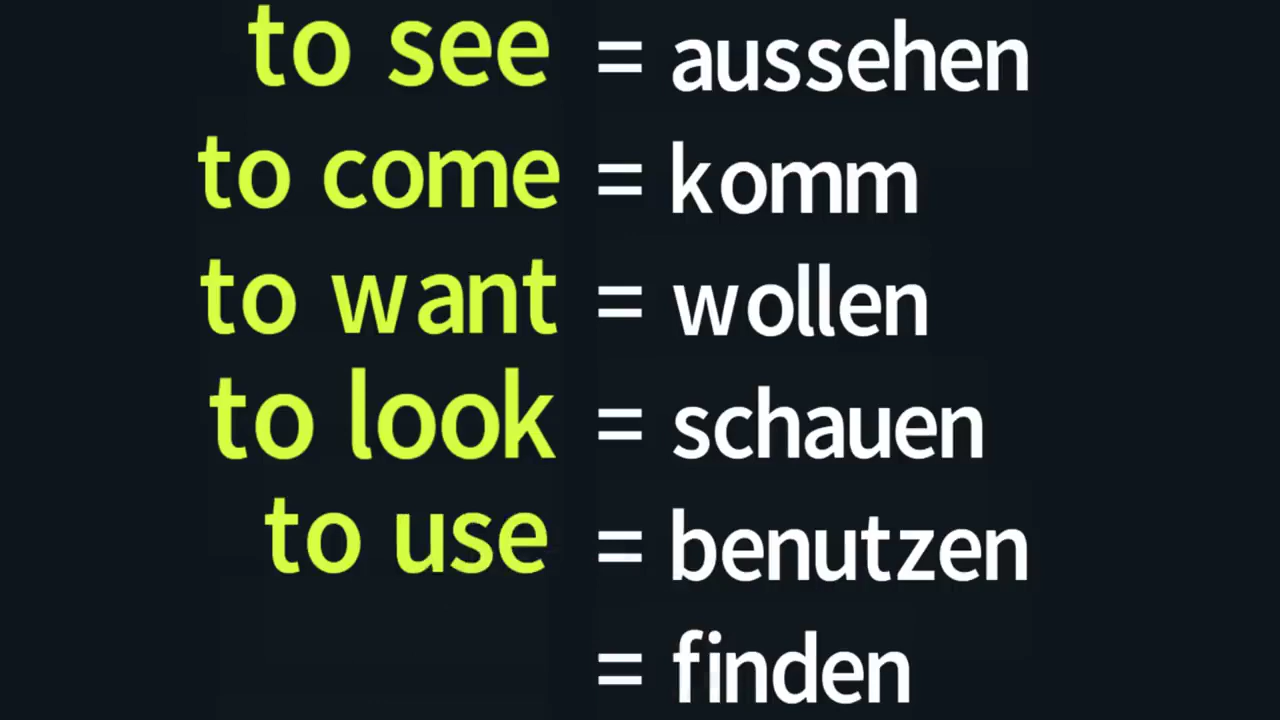 to see = aussehen
to come = komm
to want = wollen
to look = schauen
to use = benutzen
= finden